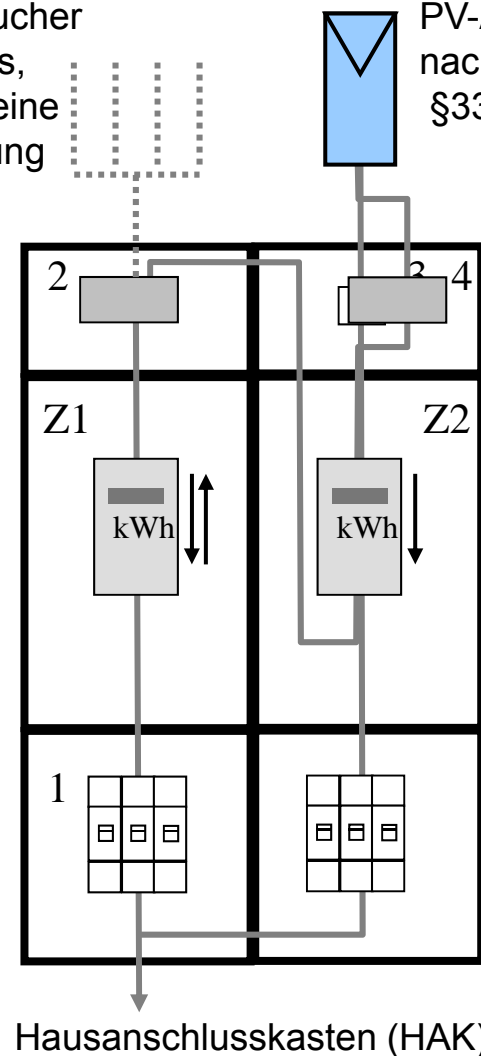 ucher
s,
eine
ung
PV-A
nac
§33
2
3 4
Z1
Z2
kWh
kWh
1
Hausanschlusskasten (HAK)